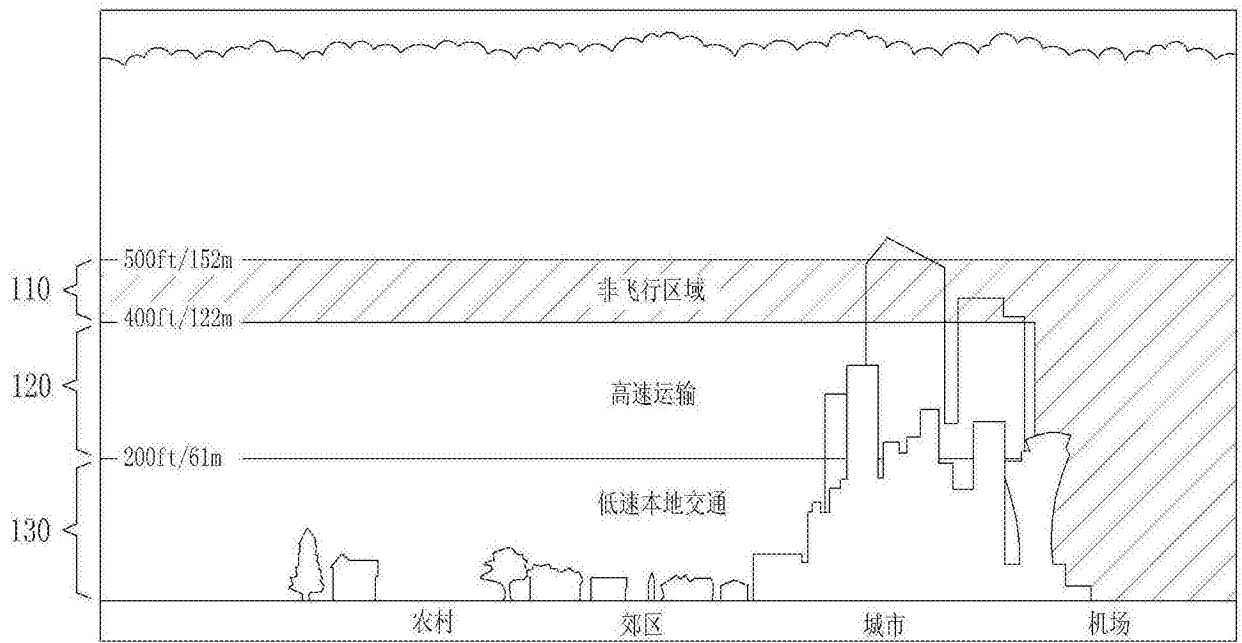 500ft/152m
110
非飞行区域
400ft/122m
120
高速运输
200ft/61m
低速本地交通
130
农村 郊区 城市 机场